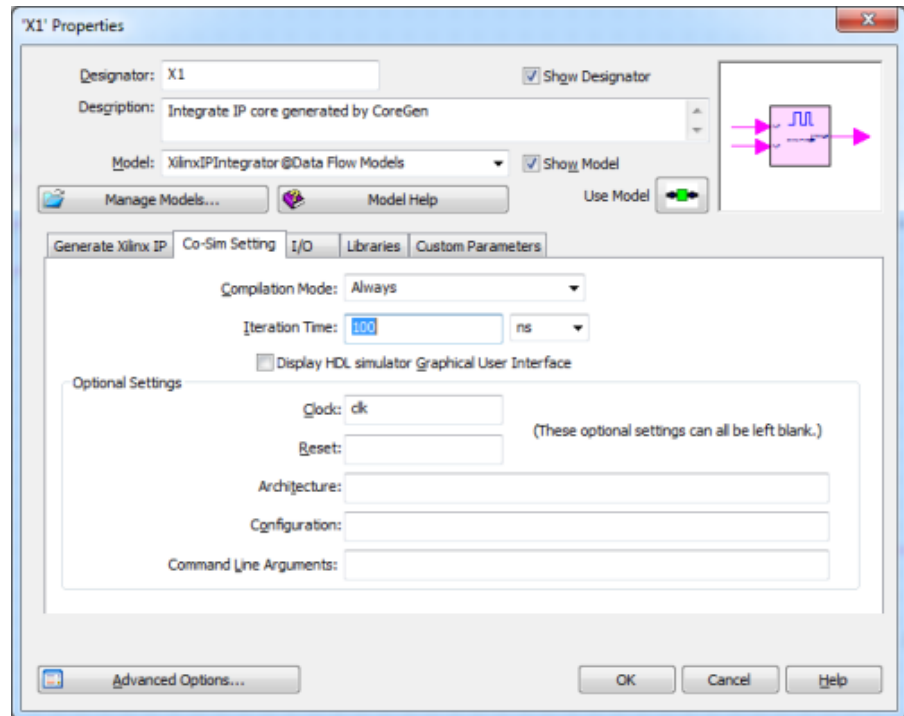 'X1' Properties
Designator: X1 Show Designator
Description: Integrate IP core generated by CoreGen
Model: XilinxIPIntegrator@Data Flow Models Show Model
Manage Models... Model Help Use Model
Generate Xilinx IP Co-Sim Setting I/O Libraries Custom Parameters
Compilation Mode: Always
Iteration Time: 100 ns
Display HDL simulator Graphical User Interface
Optional Settings
Clock: clk
(These optional settings can all be left blank.)
Reset:
Architecture:
Configuration:
Command Line Arguments:
Advanced Options... OK Cancel Help